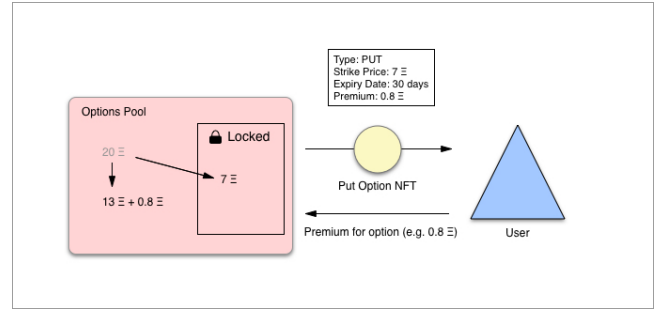 Type: PUT
Strike Price: 7 Ξ
Expiry Date: 30 days
Premium: 0.8 Ξ
Options Pool
Locked
20 Ξ
7 Ξ
13 Ξ + 0.8 Ξ
Put Option NFT
Premium for option (e.g. 0.8 Ξ)
User